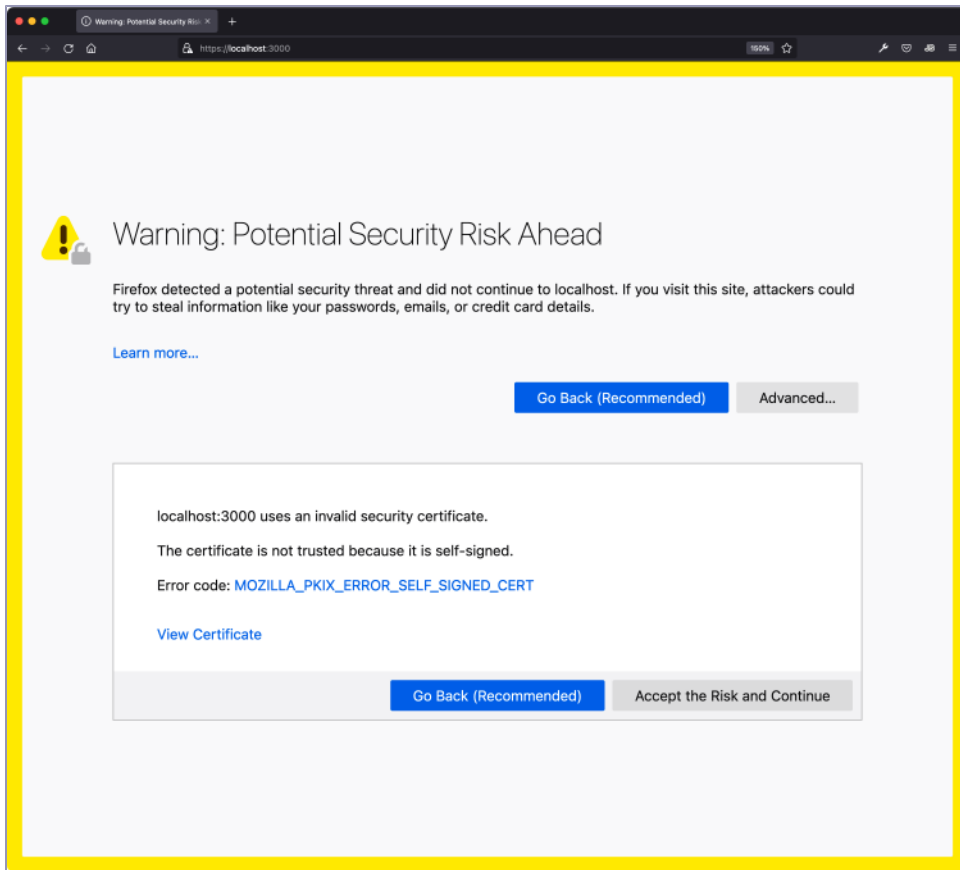 Warning: Potential Security Risk
https://localhost:3000
150%
Warning: Potential Security Risk Ahead
Firefox detected a potential security threat and did not continue to localhost. If you visit this site, attackers could
try to steal information like your passwords, emails, or credit card details.
Learn more...
Go Back (Recommended)
Advanced...
localhost:3000 uses an invalid security certificate.
The certificate is not trusted because it is self-signed.
Error code: MOZILLA_PKIX_ERROR_SELF_SIGNED_CERT
View Certificate
Go Back (Recommended)
Accept the Risk and Continue